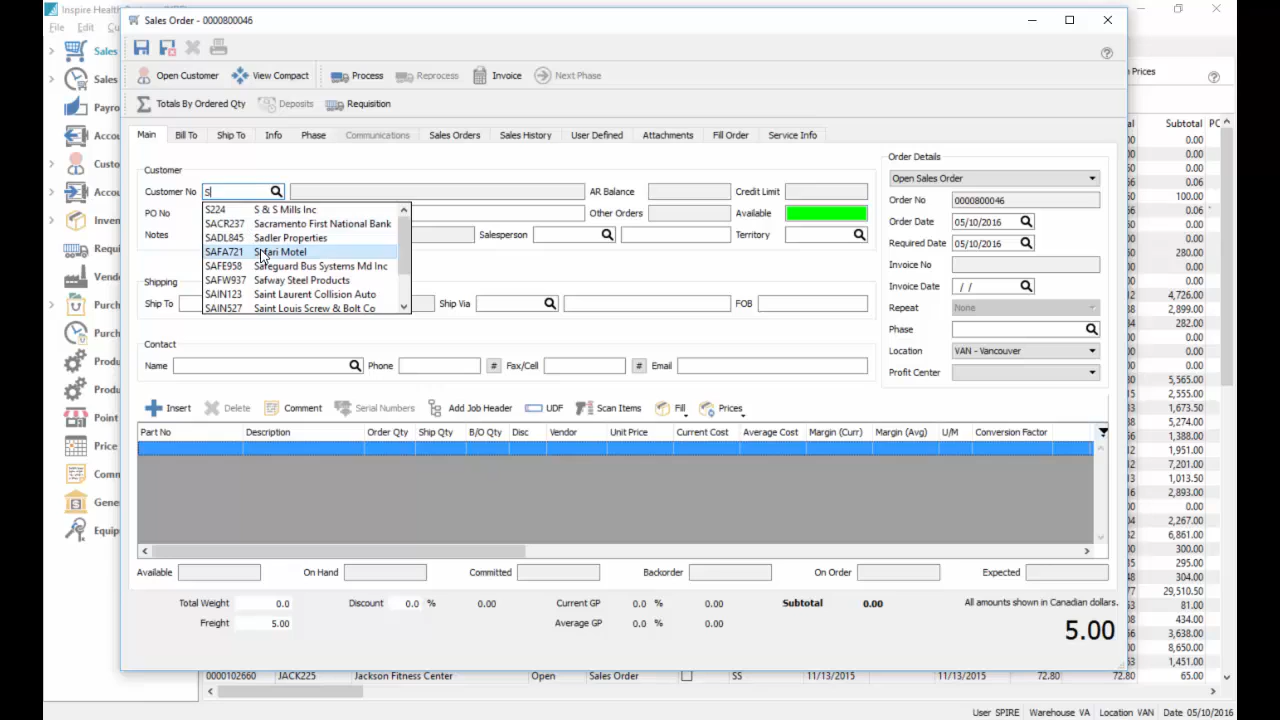 Inspire Health
Sales Order - 0000800046
File Edit Cu
Open Customer View Compact Process Reprocess Invoice Next Phase
Totals By Ordered Qty Deposits Requisition
Main Bill To Ship To Info Phase Communications Sales Orders Sales History User Defined Attachments Fill Order Service Info
Customer
Customer No S AR Balance Credit Limit
PO No Other Orders Available
Notes Salesperson Territory
S224 S & S Mills Inc
SACR237 Sacramento First National Bank
SADL845 Sadler Properties
SAFA721 Safari Motel
SAFE958 Safeguard Bus Systems Md Inc
SAFW937 Safway Steel Products
SAIN123 Saint Laurent Collision Auto
SAIN527 Saint Louis Screw & Bolt Co
Shipping
Ship To Ship Via FOB
Contact
Name Phone # Fax/Cell # Email
Order Details
Open Sales Order
Order No 0000800046
Order Date 05/10/2016
Required Date 05/10/2016
Invoice No
Invoice Date / /
Repeat None
Phase
Location VAN - Vancouver
Profit Center
Insert Delete Comment Serial Numbers Add Job Header UDF Scan Items Fill Prices
Part No Description Order Qty Ship Qty B/O Qty Disc Vendor Unit Price Current Cost Average Cost Margin (Curr) Margin (Avg) U/M Conversion Factor
Available On Hand Committed Backorder On Order Expected
Total Weight 0.0 Discount 0.0 % 0.00 Current GP 0.0 % 0.00 Subtotal 0.00 All amounts shown in Canadian dollars.
Freight 5.00 Average GP 0.0 % 0.00
5.00
Sales
Sales
Payro
Accou
Custo
Accou
Inven
Requi
Vend
Purch
Purch
Produ
Produ
Point
Price
Comm
Gene
Equip
Prices
al Subtotal PC
0.00
0.00
0.00
0.06
0.00
0.06
0.00
0.00
280.00
0.00
0.00
4,726.00
2,899.00
282.00
0.00
0.00
0.00
5,565.00
2,555.00
1,673.50
5,274.00
1,388.00
1,951.00
7,201.00
1,013.50
2,893.00
0.00
2,267.00
6,861.00
300.00
295.00
304.00
29,510.50
81.00
434.00
3,638.00
8,650.00
1,451.00
0000102660 JACK225 Jackson Fitness Center Open Sales Order SS 11/13/2015 11/13/2015 72.80 72.80 65.00
User SPIRE Warehouse VA Location VAN Date 05/10/2016